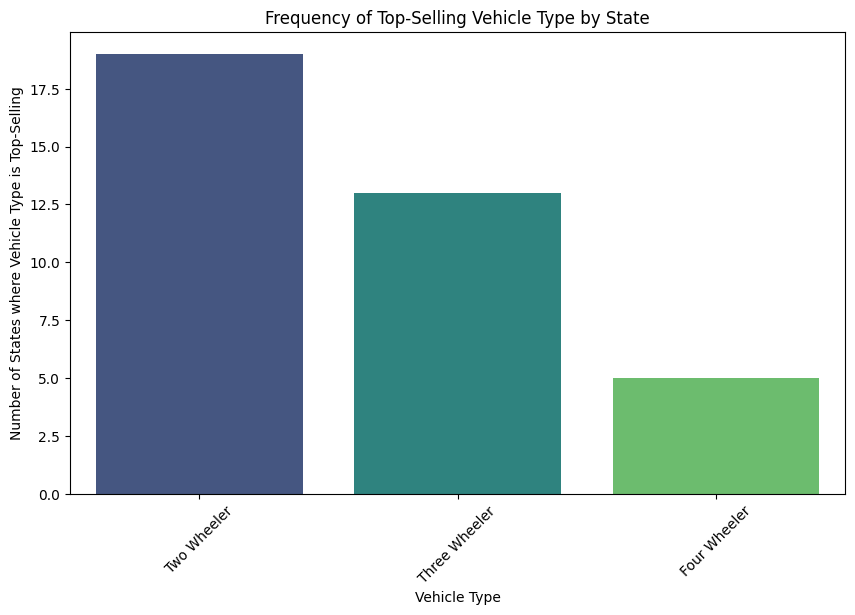 Frequency of Top-Selling Vehicle Type by State
Number of States where Vehicle Type is Top-Selling
17.5
15.0
12.5
10.0
7.5
5.0
2.5
0.0
Two Wheeler
Three Wheeler
Four Wheeler
Vehicle Type